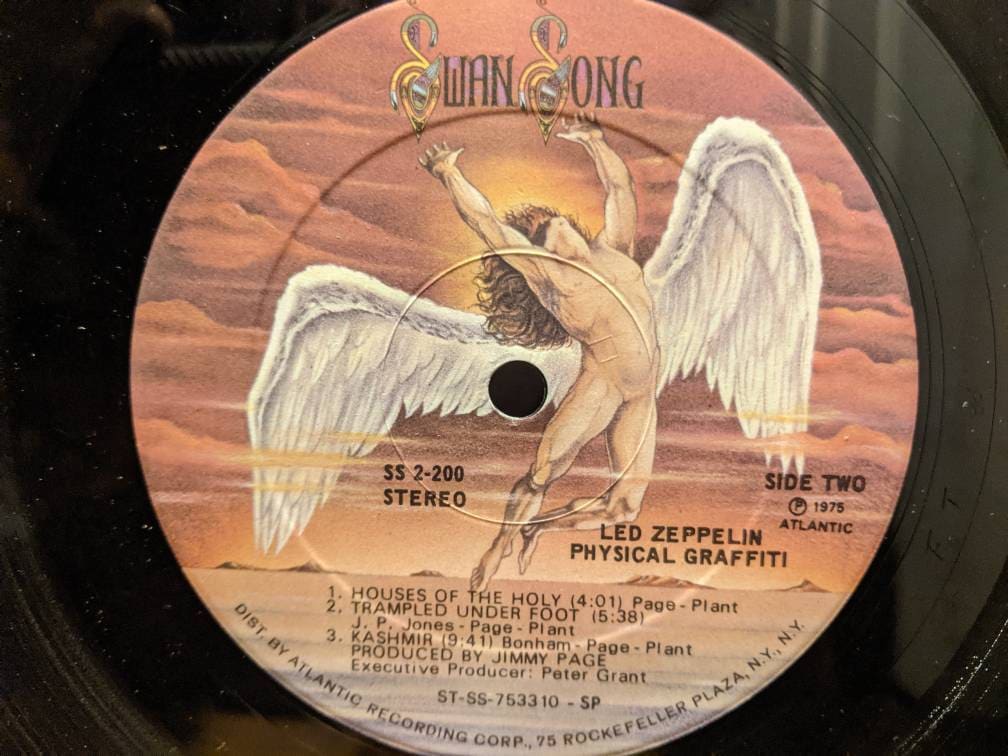 SWAN SONG
SS 2-200
STEREO
SIDE TWO
Ⓟ 1975
ATLANTIC
LED ZEPPELIN
PHYSICAL GRAFFITI
1. HOUSES OF THE HOLY (4:01) Page-Plant
2. TRAMPLED UNDER FOOT (5:38)
J. P. Jones-Page-Plant
3. KASHMIR (9:41) Bonham-Page-Plant
PRODUCED BY JIMMY PAGE
Executive Producer: Peter Grant
ST-SS-753310 - SP
DIST. BY ATLANTIC RECORDING CORP., 75 ROCKEFELLER PLAZA, N.Y., N.Y.